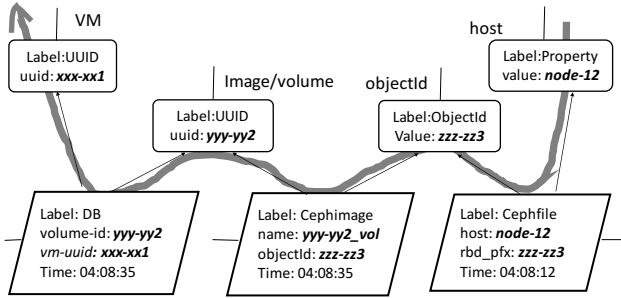 VM
Label:UUID
uuid: xxx-xx1
Image/volume
Label:UUID
uuid: yyy-yy2
objectId
Label:ObjectId
Value: zzz-zz3
host
Label:Property
value: node-12
Label: DB
volume-id: yyy-yy2
vm-uuid: xxx-xx1
Time: 04:08:35
Label: Cephimage
name: yyy-yy2_vol
objectId: zzz-zz3
Time: 04:08:35
Label: Cephfile
host: node-12
rbd_pfx: zzz-zz3
Time: 04:08:12